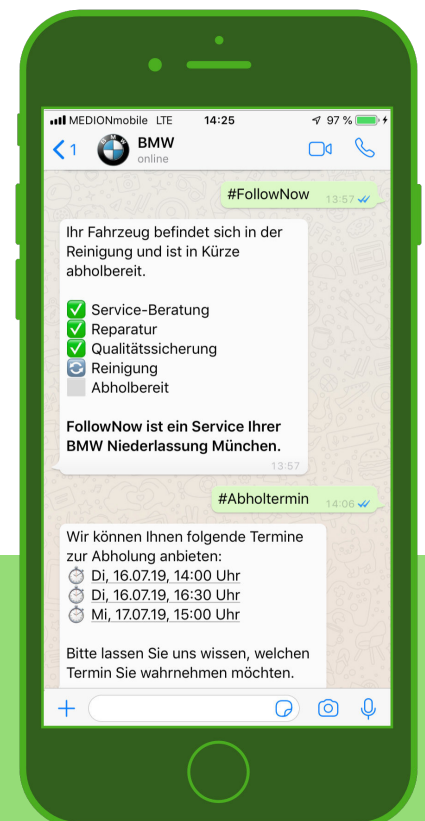 MEDIONmobile LTE 14:25 97 %
1 BMW
online
#FollowNow 13:57
Ihr Fahrzeug befindet sich in der
Reinigung und ist in Kürze
abholbereit.
Service-Beratung
Reparatur
Qualitätssicherung
Reinigung
Abholbereit
FollowNow ist ein Service Ihrer
BMW Niederlassung München.
13:57
#Abholtermin 14:06
Wir können Ihnen folgende Termine
zur Abholung anbieten:
Di, 16.07.19, 14:00 Uhr
Di, 16.07.19, 16:30 Uhr
Mi, 17.07.19, 15:00 Uhr
Bitte lassen Sie uns wissen, welchen
Termin Sie wahrnehmen möchten.